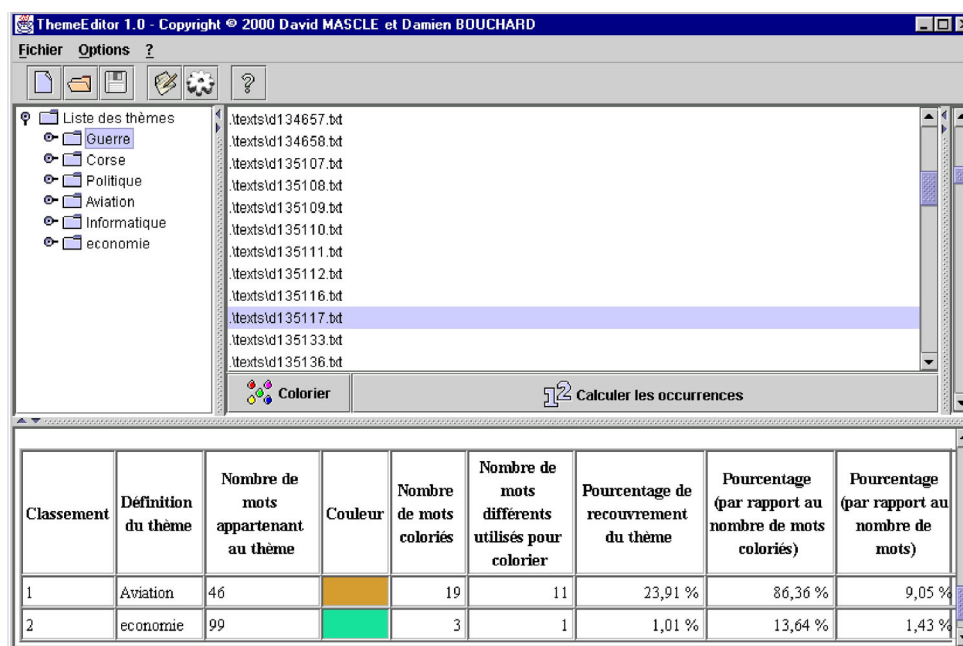 ThemeEditor 1.0 - Copyright © 2000 David MASCLE et Damien BOUCHARD
Fichier Options ?
Liste des thèmes
Guerre
Corse
Politique
Aviation
Informatique
economie
.\texts\d134657.txt
.\texts\d134658.txt
.\texts\d135107.txt
.\texts\d135108.txt
.\texts\d135109.txt
.\texts\d135110.txt
.\texts\d135111.txt
.\texts\d135112.txt
.\texts\d135116.txt
.\texts\d135117.txt
.\texts\d135133.txt
.\texts\d135136.txt
Colorier
12 Calculer les occurrences
Classement
Définition
du thème
Nombre de
mots
appartenant
au thème
Couleur
Nombre
de mots
coloriés
Nombre de
mots
différents
utilisés pour
colorier
Pourcentage de
recouvrement
du thème
Pourcentage
(par rapport au
nombre de mots
coloriés)
Pourcentage
(par rapport au
nombre de
mots)
1 Aviation 46 19 11 23,91 % 86,36 % 9,05 %
2 economie 99 3 1 1,01 % 13,64 % 1,43 %